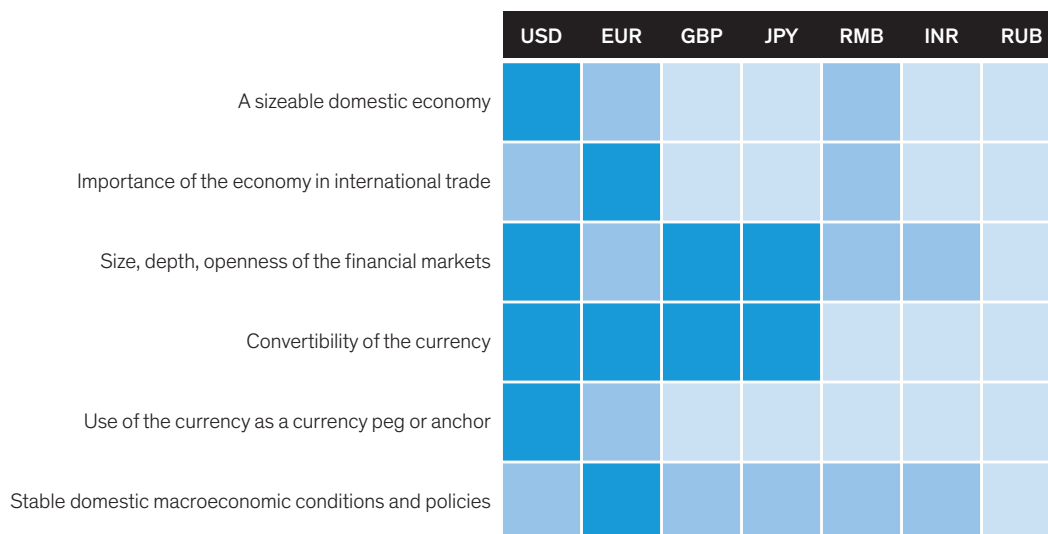 USD EUR GBP JPY RMB INR RUB
A sizeable domestic economy
Importance of the economy in international trade
Size, depth, openness of the financial markets
Convertibility of the currency
Use of the currency as a currency peg or anchor
Stable domestic macroeconomic conditions and policies